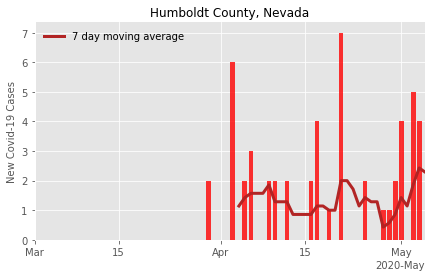 Humboldt County, Nevada
7 day moving average
New Covid-19 Cases
7
6
5
4
3
2
1
0
Mar 15 Apr 15 May
2020-May